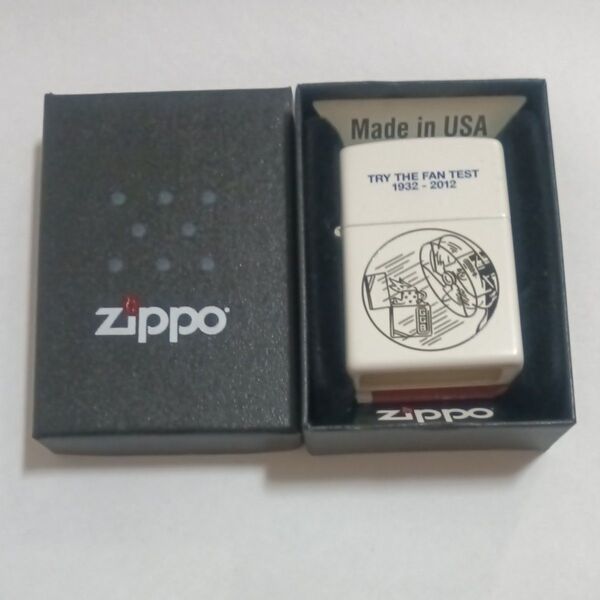 zippo
Made in USA
TRY THE FAN TEST
1932 - 2012
zippo